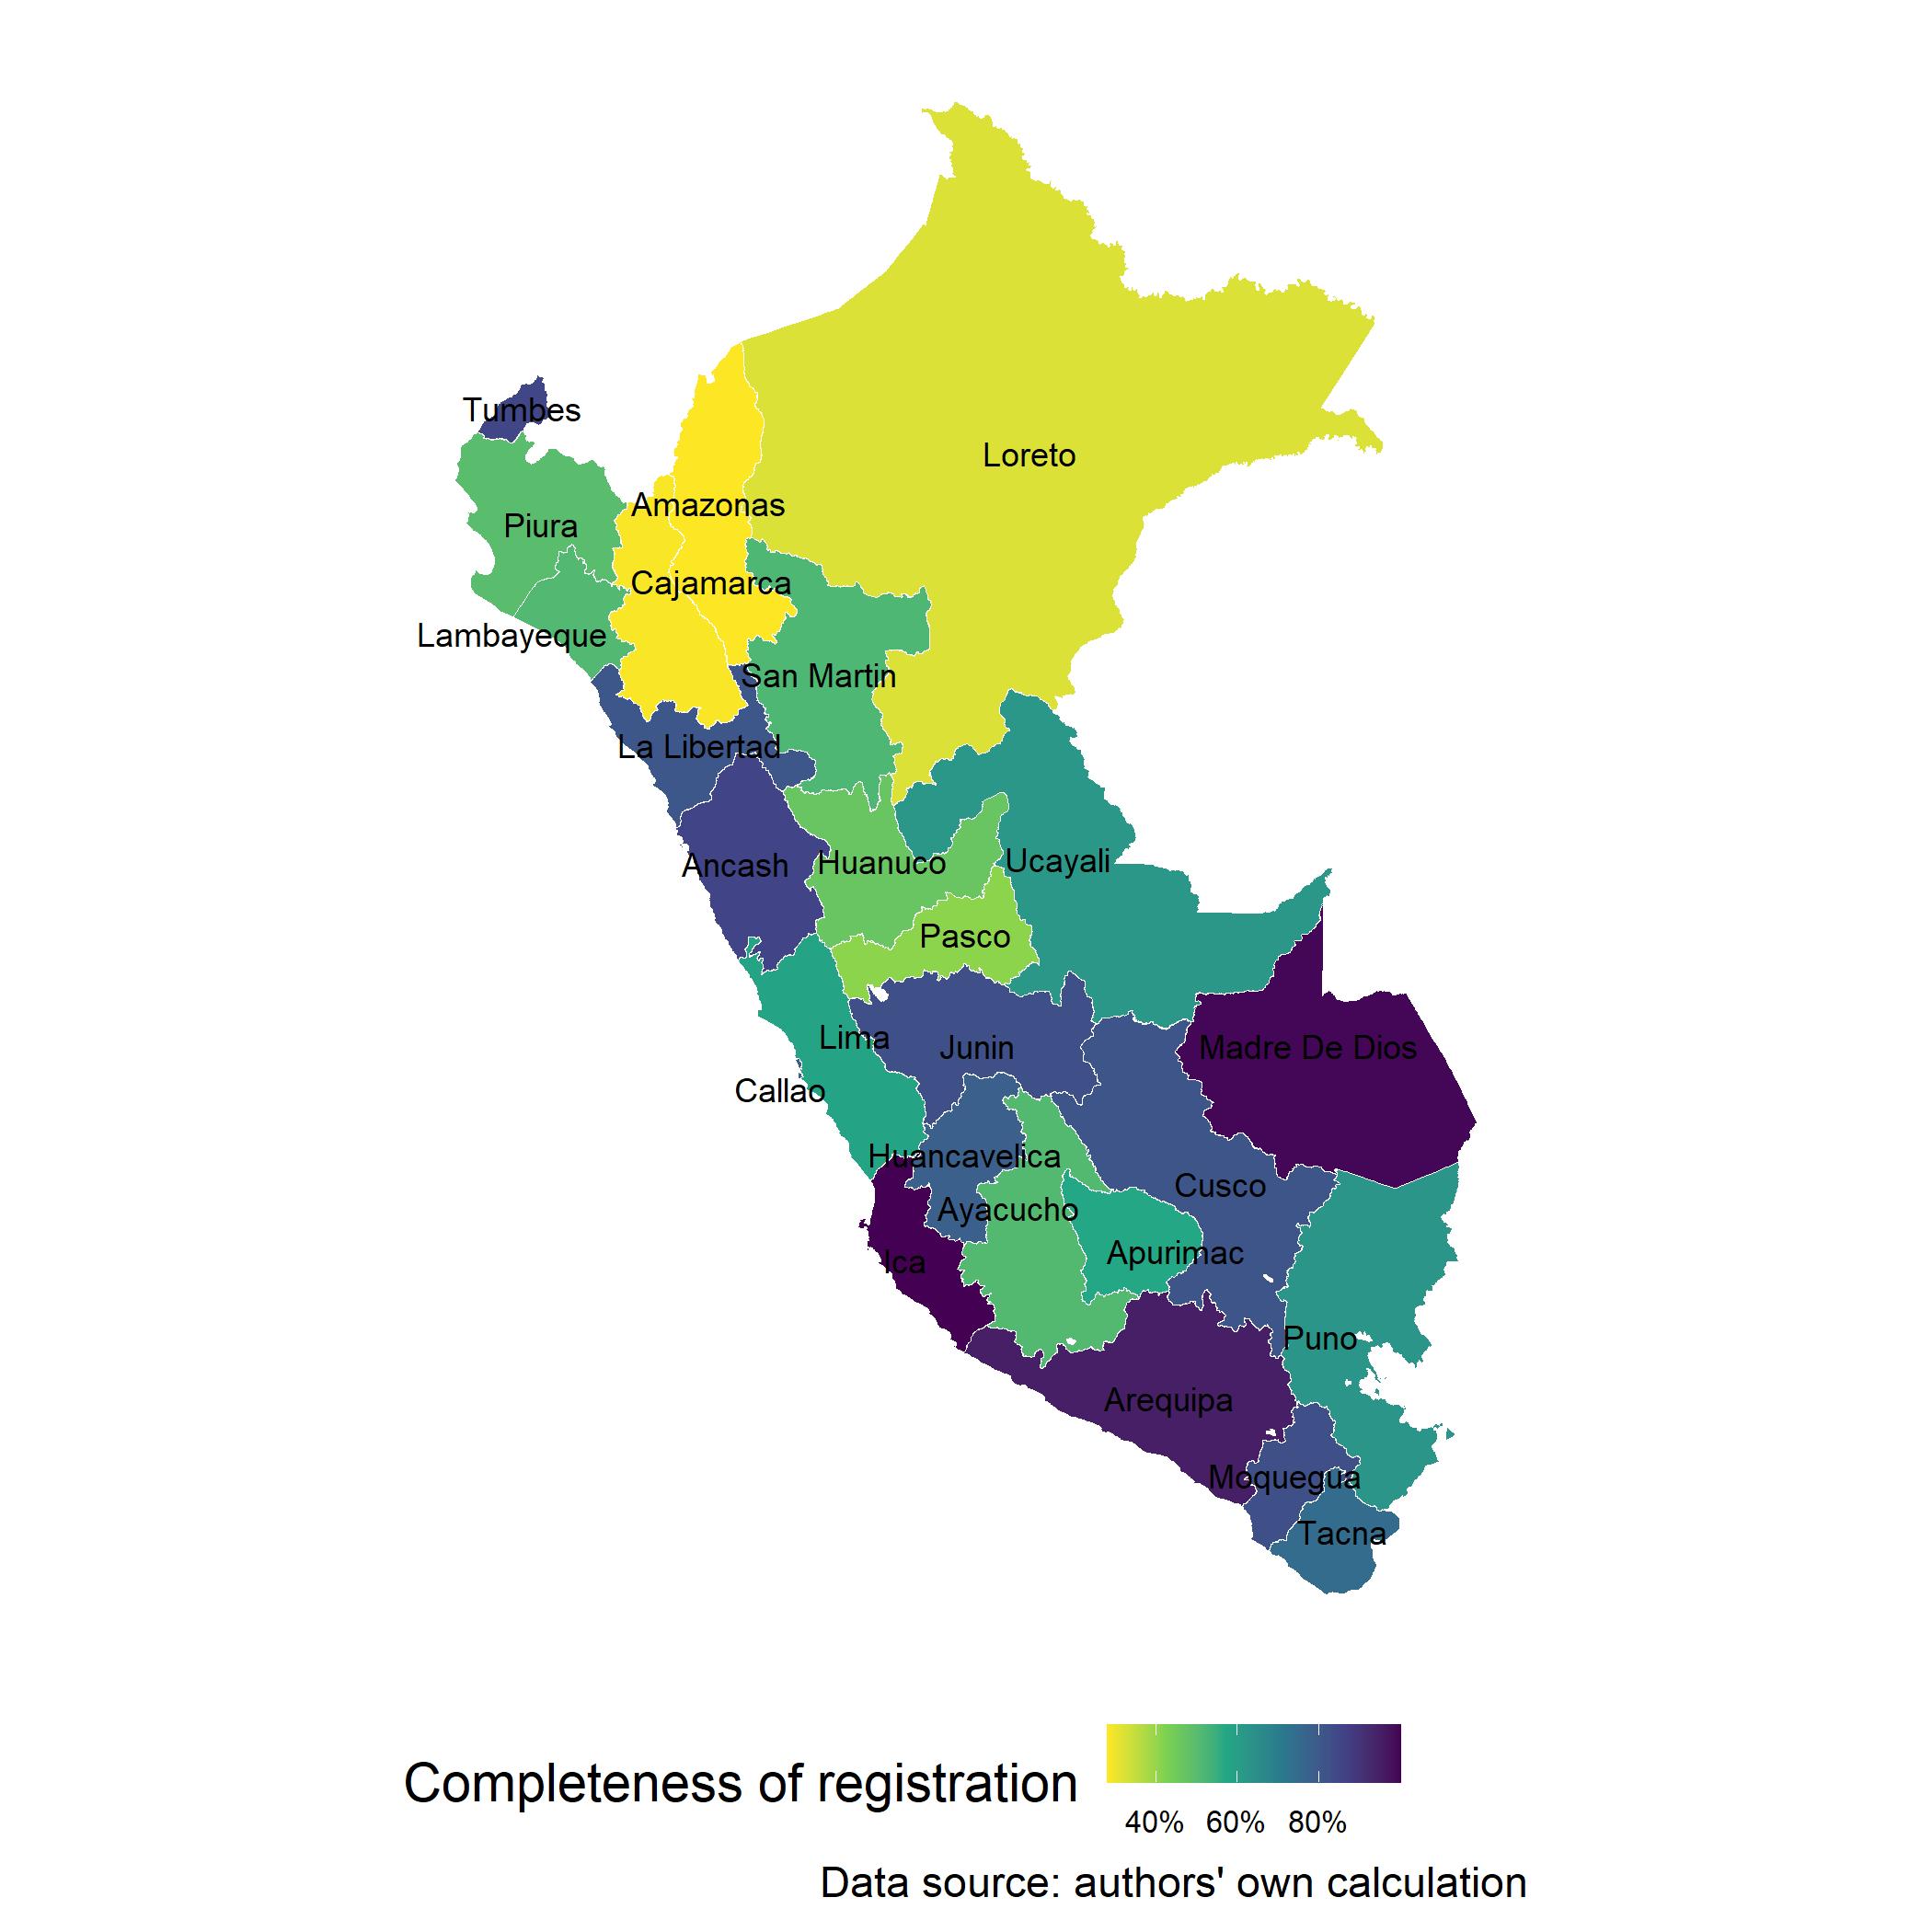 Tumbes
Loreto
Amazonas
Piura
Cajamarca
Lambayeque
San Martin
La Libertad
Ancash
Huanuco
Ucayali
Pasco
Lima
Junin
Madre De Dios
Callao
Huancavelica
Cusco
Ayacucho
Apurimac
Ica
Puno
Arequipa
Moquegua
Tacna
Completeness of registration
40% 60% 80%
Data source: authors' own calculation